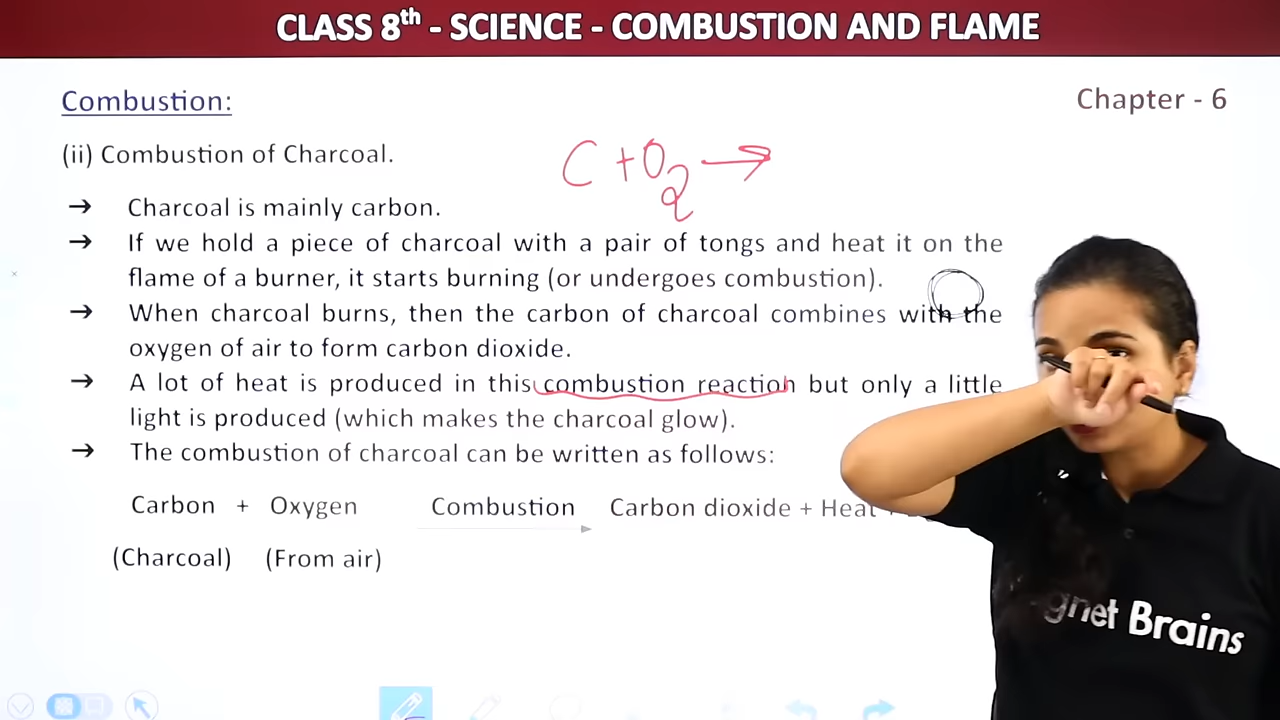 CLASS 8th - SCIENCE - COMBUSTION AND FLAME
Combustion:
Chapter - 6
(ii) Combustion of Charcoal.
C + O2 →
→ Charcoal is mainly carbon.
→ If we hold a piece of charcoal with a pair of tongs and heat it on the
flame of a burner, it starts burning (or undergoes combustion).
→ When charcoal burns, then the carbon of charcoal combines with the
oxygen of air to form carbon dioxide.
→ A lot of heat is produced in this combustion reaction but only a little
light is produced (which makes the charcoal glow).
→ The combustion of charcoal can be written as follows:
Carbon + Oxygen Combustion Carbon dioxide + Heat +
(Charcoal) (From air)
Brains